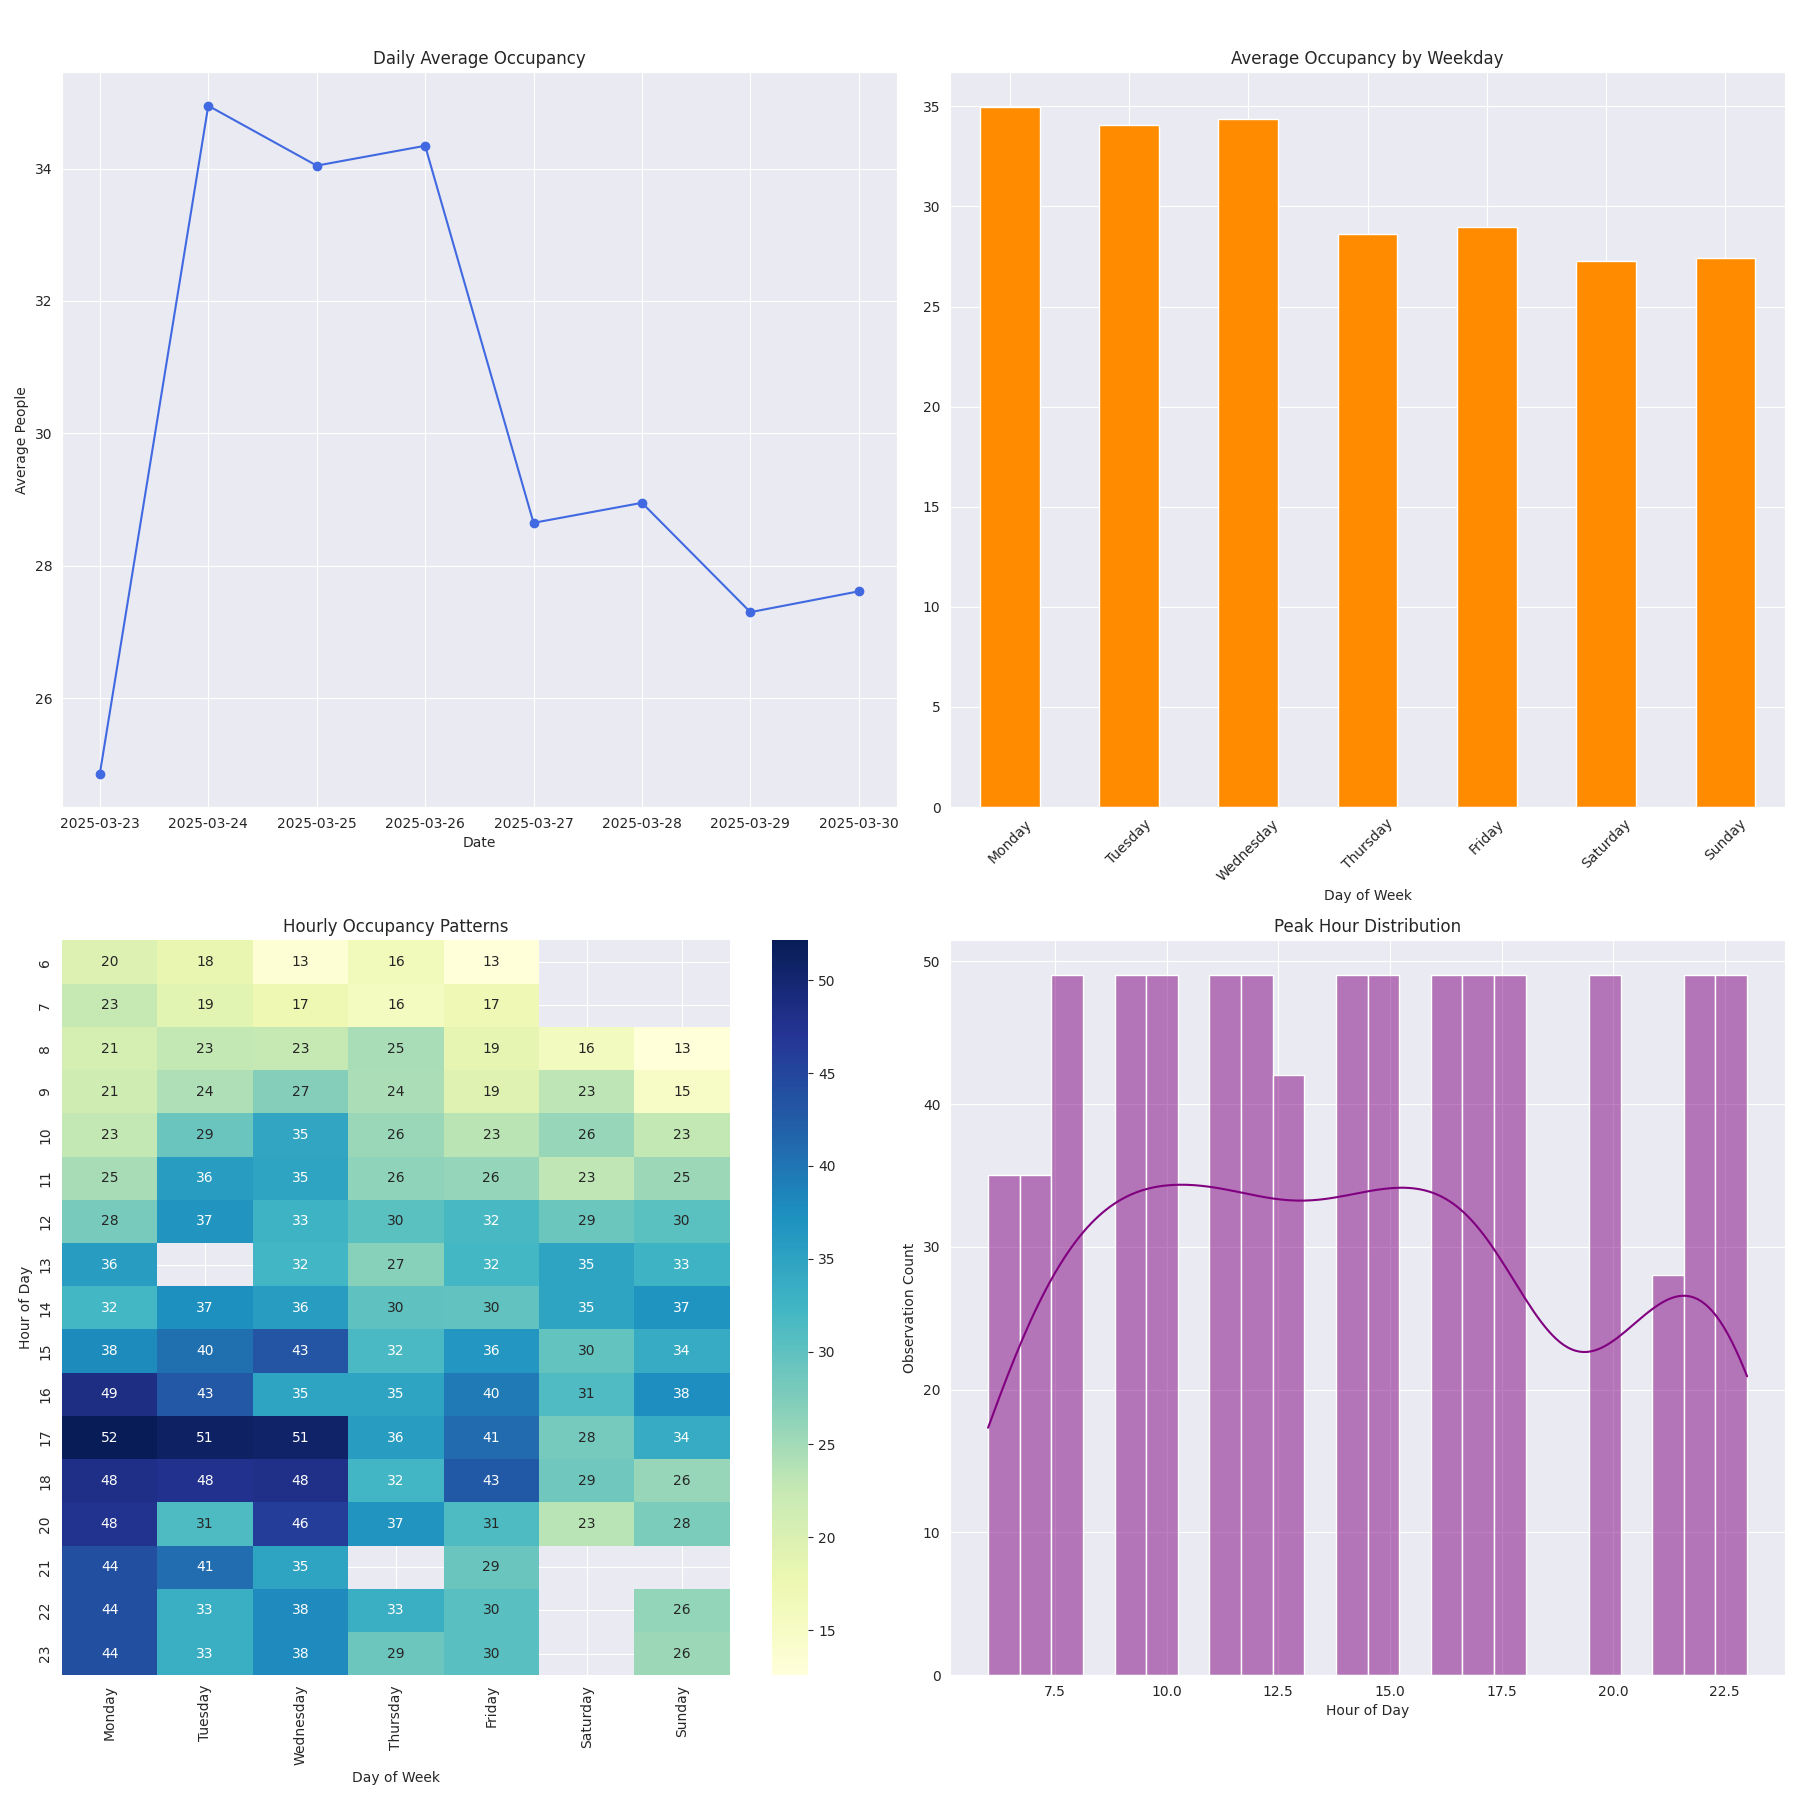 Daily Average Occupancy
Average People
34
32
30
28
26
2025-03-23 2025-03-24 2025-03-25 2025-03-26 2025-03-27 2025-03-28 2025-03-29 2025-03-30
Date
Average Occupancy by Weekday
35
30
25
20
15
10
5
0
Monday Tuesday Wednesday Thursday Friday Saturday Sunday
Day of Week
Hourly Occupancy Patterns
Hour of Day
6 20 18 13 16 13
7 23 19 17 16 17
8 21 23 23 25 19 16 13
9 21 24 27 24 19 23 15
10 23 29 35 26 23 26 23
11 25 36 35 26 26 23 25
12 28 37 33 30 32 29 30
13 36 32 27 32 35 33
14 32 37 36 30 30 35 37
15 38 40 43 32 36 30 34
16 49 43 35 35 40 31 38
17 52 51 51 36 41 28 34
18 48 48 48 32 43 29 26
20 48 31 46 37 31 23 28
21 44 41 35 29
22 44 33 38 33 30 26
23 44 33 38 29 30 26
Monday Tuesday Wednesday Thursday Friday Saturday Sunday
Day of Week
50
45
40
35
30
25
20
15
Peak Hour Distribution
Observation Count
50
40
30
20
10
0
7.5 10.0 12.5 15.0 17.5 20.0 22.5
Hour of Day